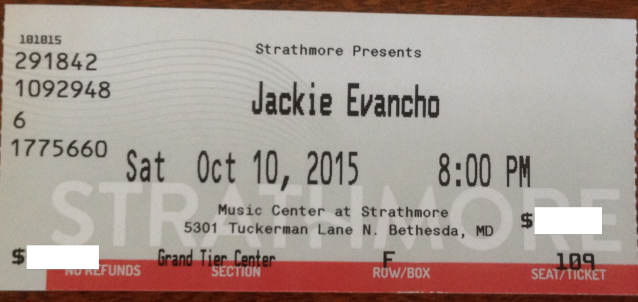 101015
Strathmore Presents
291842
1092948
Jackie Evancho
6
1775660
Sat Oct 10, 2015 8:00 PM
STRATHMORE
Music Center at Strathmore
5301 Tuckerman Lane N. Bethesda, MD
$
$
Grand Tier Center F 109
NO REFUNDS SECTION ROW/BOX SEAT/TICKET